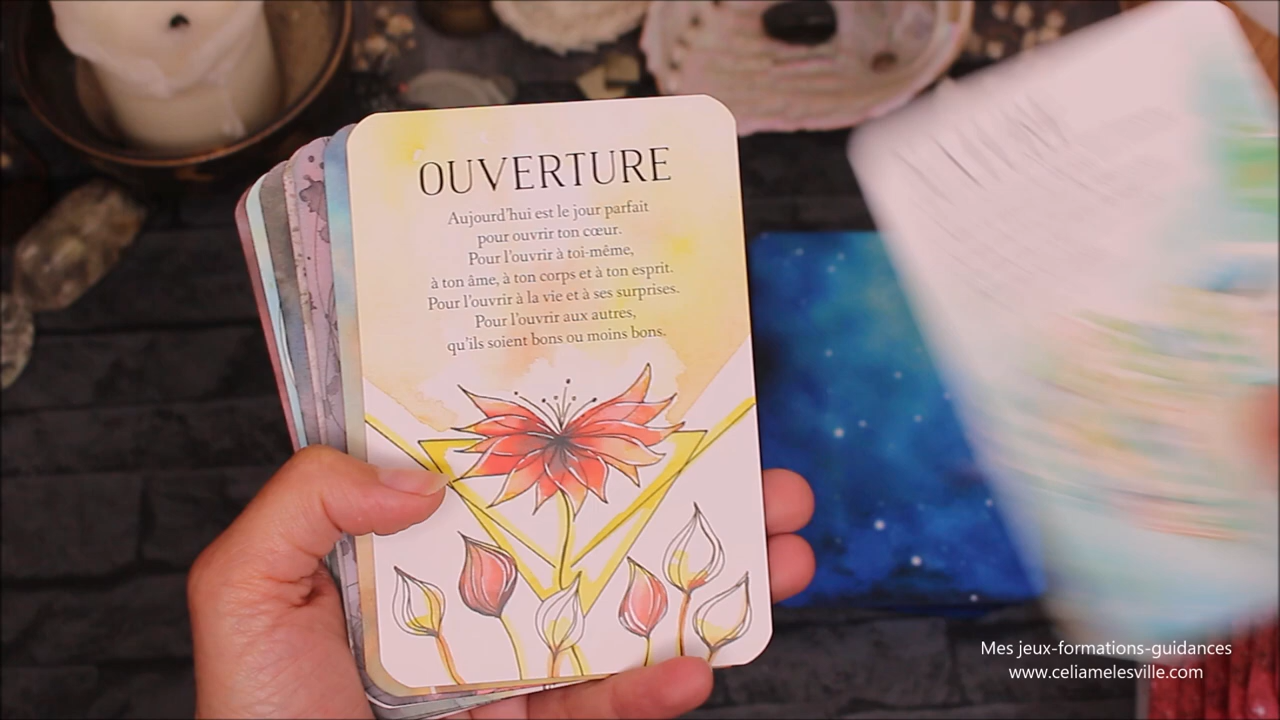 OUVERTURE
Aujourd'hui est le jour parfait
pour ouvrir ton cœur.
Pour l'ouvrir à toi-même,
à ton âme, à ton corps et à ton esprit.
Pour l'ouvrir à la vie et à ses surprises.
Pour l'ouvrir aux autres,
qu'ils soient bons ou moins bons.
Mes jeux-formations-guidances
www.celiamelesville.com